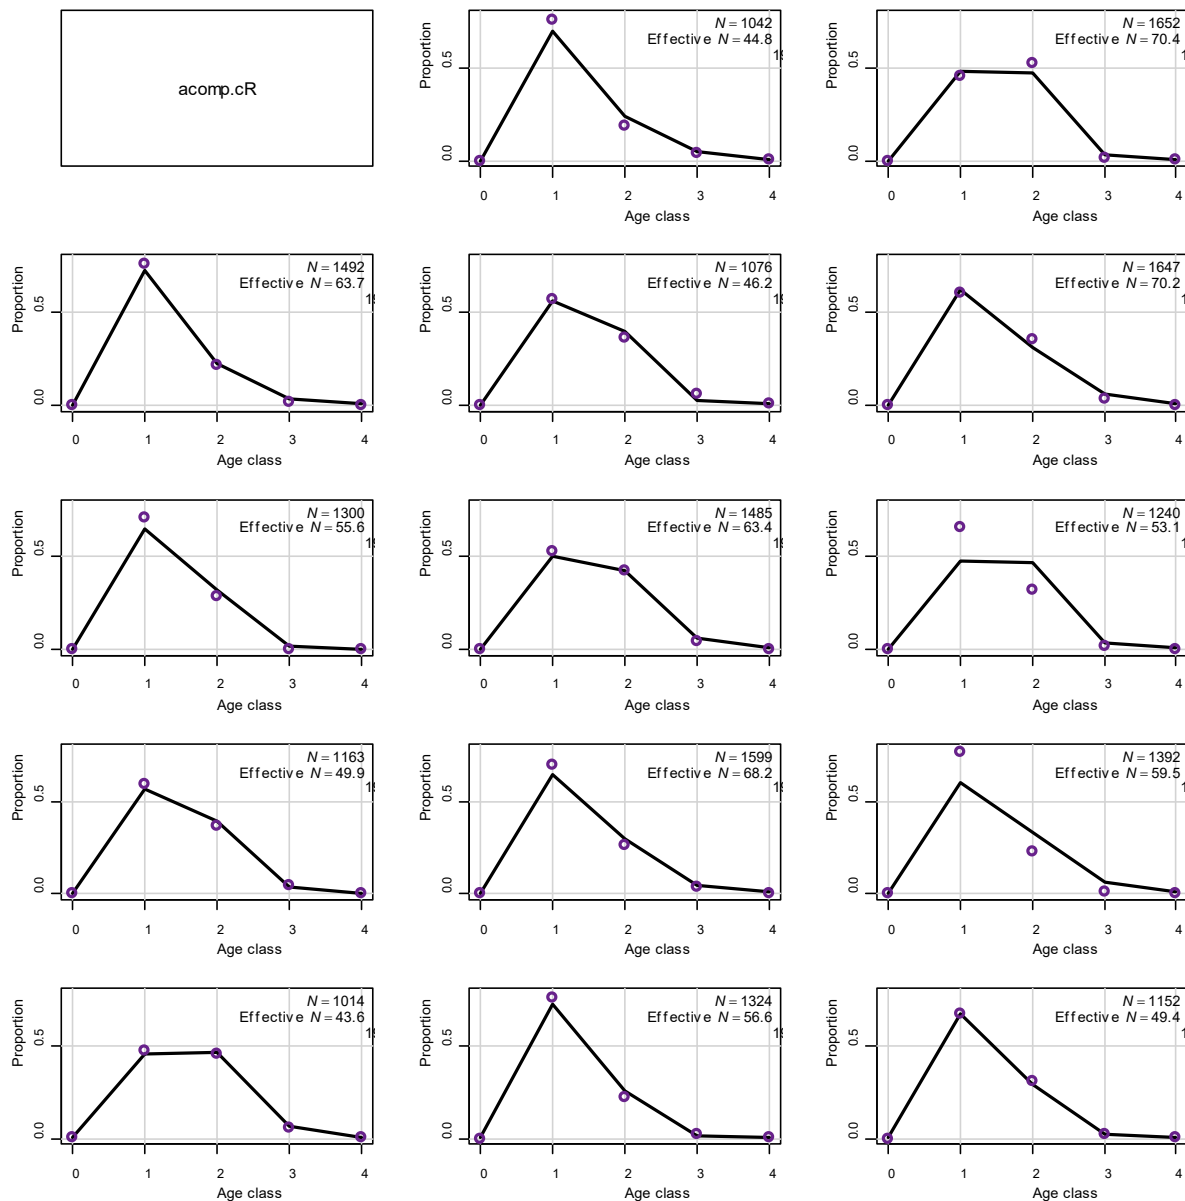 acomp.cR
N = 1042
Effective N = 44.8
Proportion
0.5
0.0
0 1 2 3 4
Age class
N = 1652
Effective N = 70.4
Proportion
0.5
0.0
0 1 2 3 4
Age class
N = 1492
Effective N = 63.7
Proportion
0.5
0.0
0 1 2 3 4
Age class
N = 1076
Effective N = 46.2
Proportion
0.5
0.0
0 1 2 3 4
Age class
N = 1647
Effective N = 70.2
Proportion
0.5
0.0
0 1 2 3 4
Age class
N = 1300
Effective N = 55.6
Proportion
0.5
0.0
0 1 2 3 4
Age class
N = 1485
Effective N = 63.4
Proportion
0.5
0.0
0 1 2 3 4
Age class
N = 1240
Effective N = 53.1
Proportion
0.5
0.0
0 1 2 3 4
Age class
N = 1163
Effective N = 49.9
Proportion
0.5
0.0
0 1 2 3 4
Age class
N = 1599
Effective N = 68.2
Proportion
0.5
0.0
0 1 2 3 4
Age class
N = 1392
Effective N = 59.5
Proportion
0.5
0.0
0 1 2 3 4
Age class
N = 1014
Effective N = 43.6
Proportion
0.5
0.0
0 1 2 3 4
Age class
N = 1324
Effective N = 56.6
Proportion
0.5
0.0
0 1 2 3 4
Age class
N = 1152
Effective N = 49.4
Proportion
0.5
0.0
0 1 2 3 4
Age class